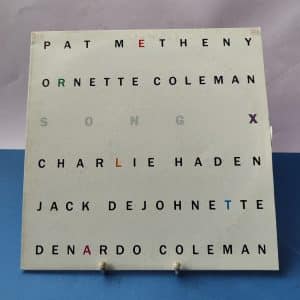 PAT METHENY
ORNETTE COLEMAN
SONG X
CHARLIE HADEN
JACK DEJOHNETTE
DENARDO COLEMAN